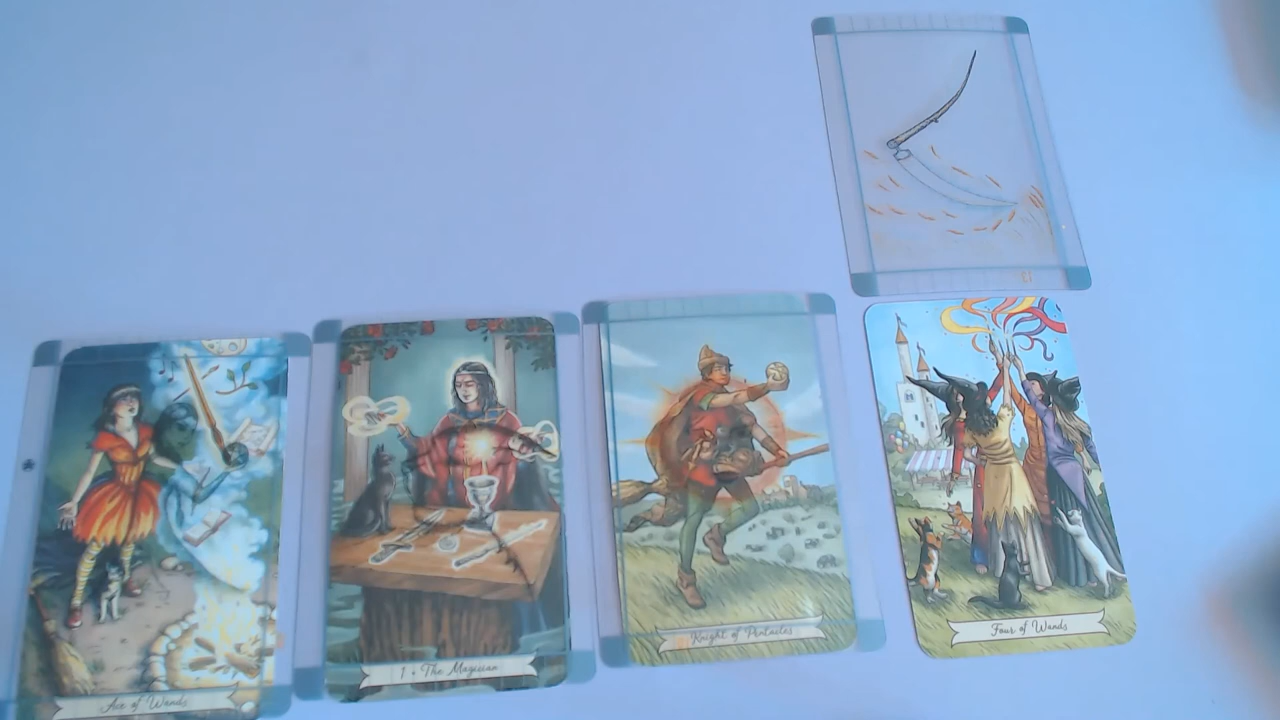 Ace of Wands
1 • The Magician
Knight of Pentacles
Four of Wands